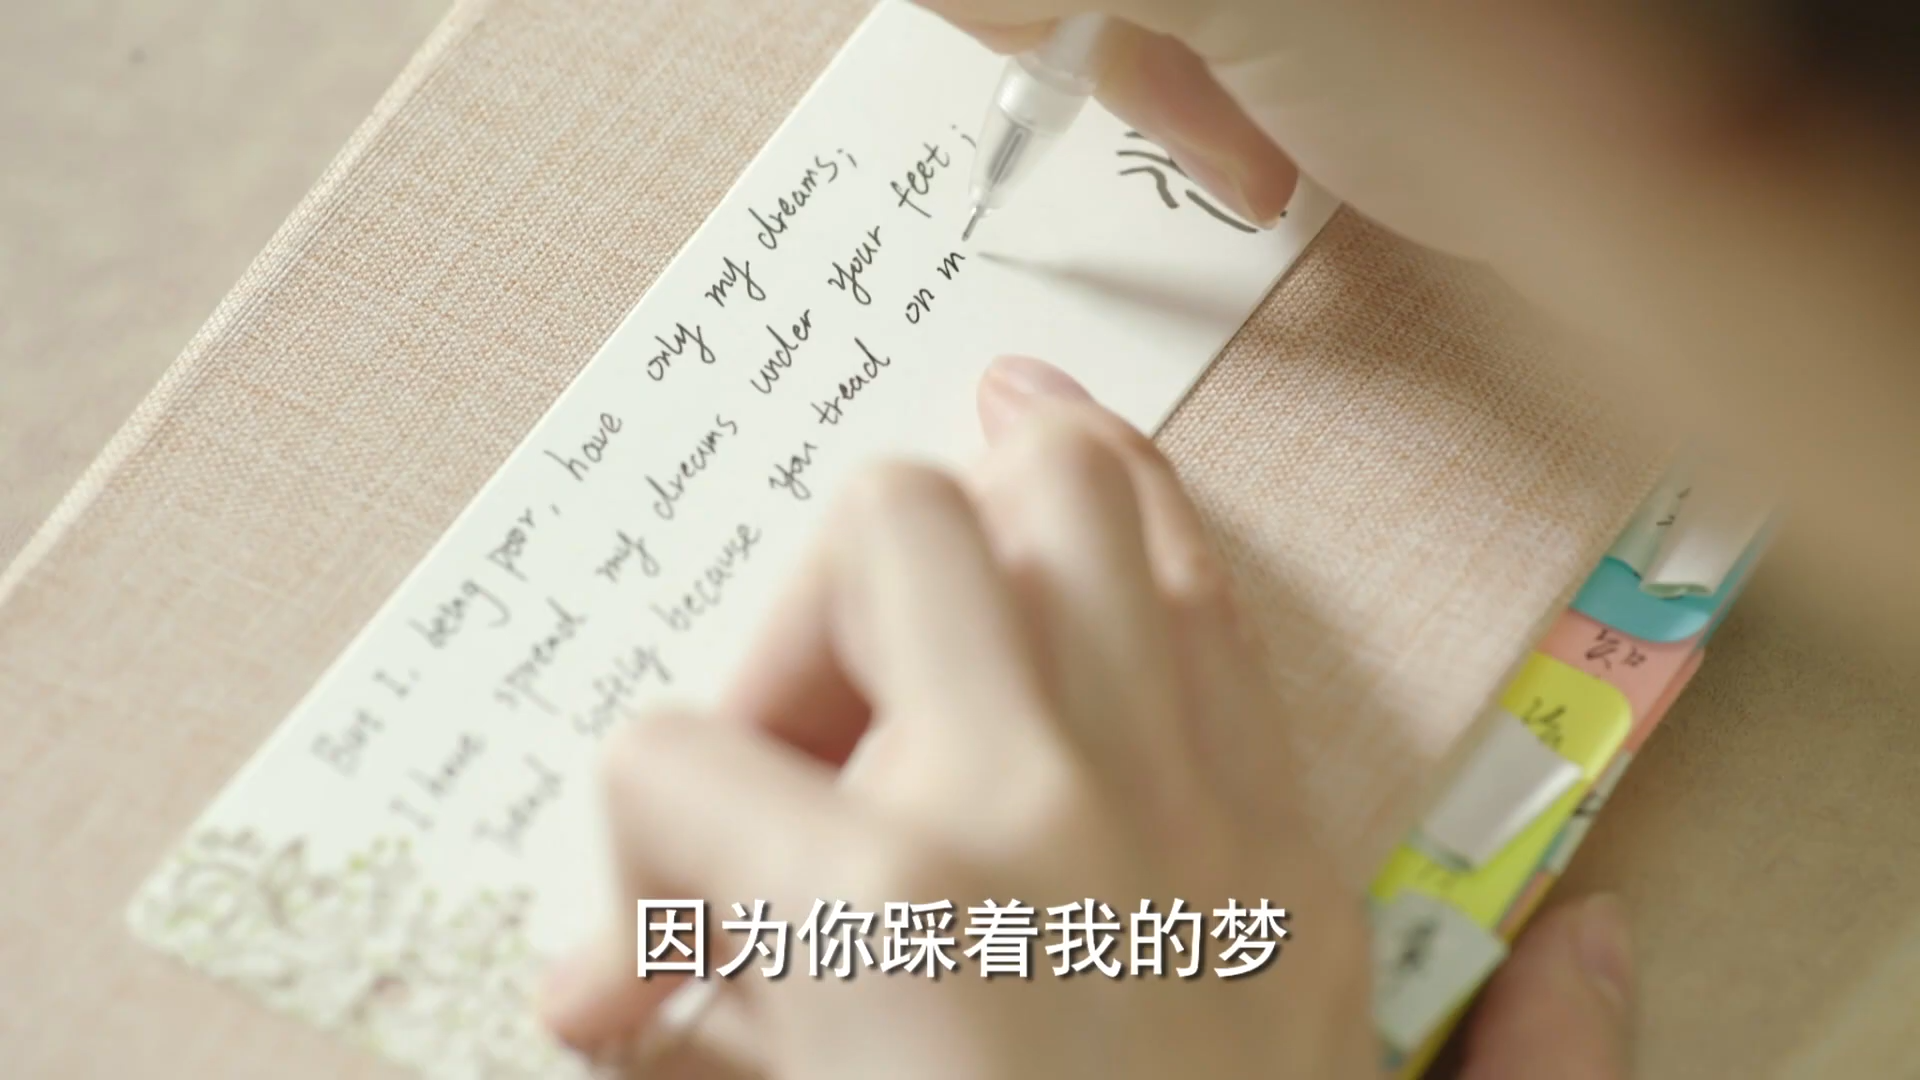 But I, being poor, have only my dreams;
I have spread my dreams under your feet;
Tread softly because you tread on m
因为你踩着我的梦